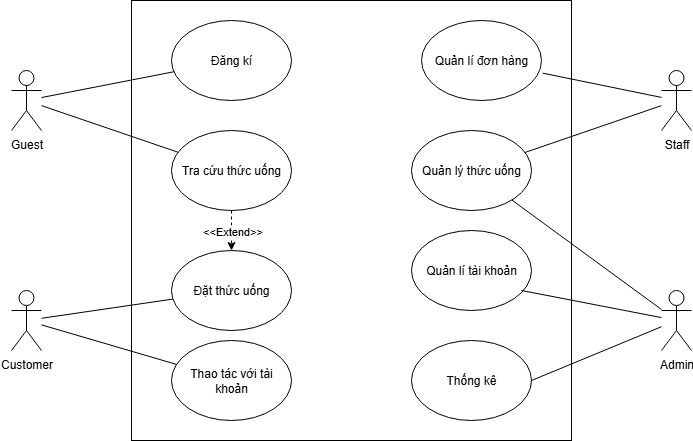 Đăng kí
Quản lí đơn hàng
Guest
Staff
Tra cứu thức uống
Quản lý thức uống
<<Extend>>
Đặt thức uống
Quản lí tài khoản
Customer
Admin
Thao tác với tài
khoản
Thống kê